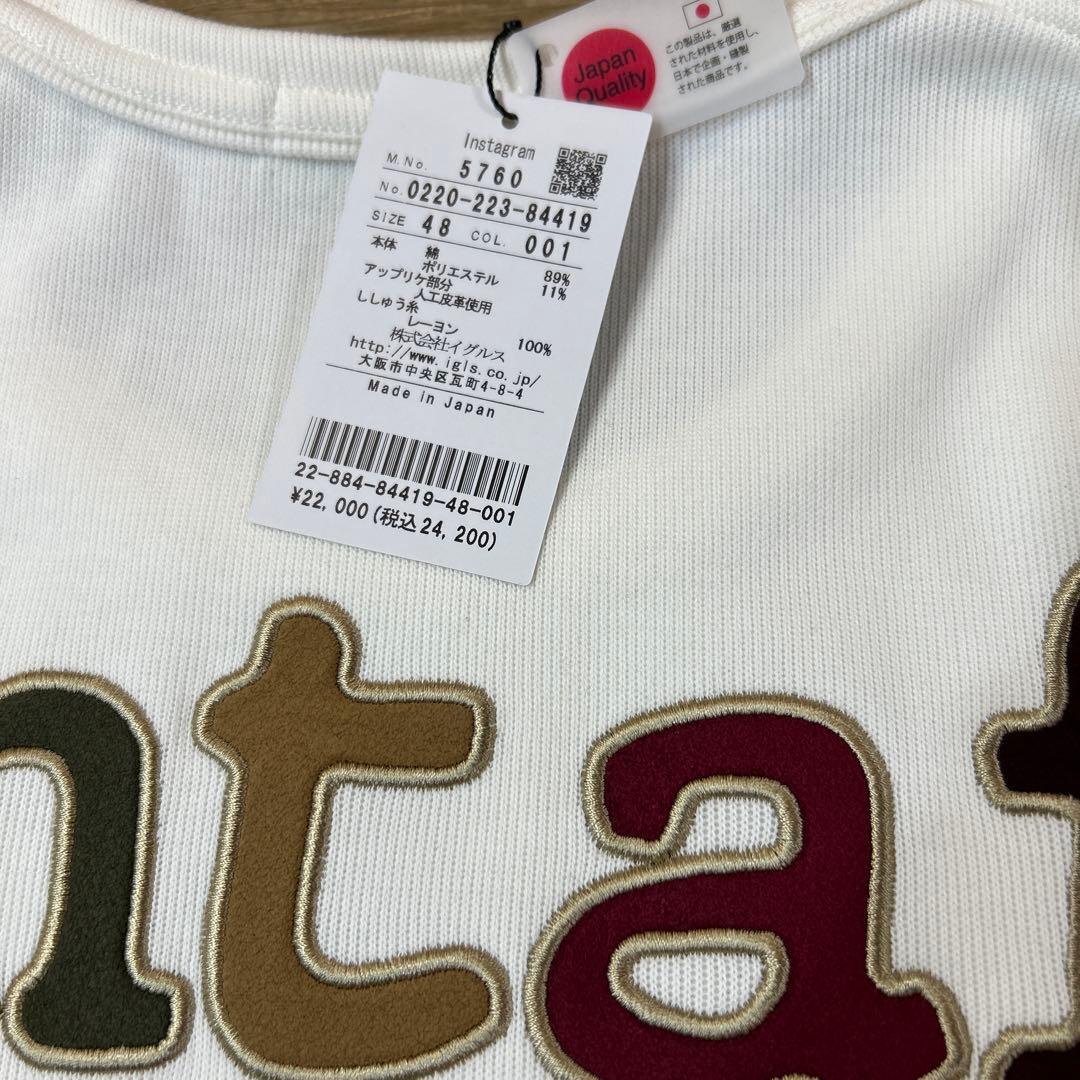 Japan
Quality
この製品は、厳選
された材料を使用し、
日本で企画・縫製
された商品です。
Instagram
M.No 5760
No. 0220-223-84419
SIZE 48 COL. 001
本体 綿 89%
ポリエステル 11%
アップリケ部分
人工皮革使用
ししゅう糸
レーヨン 100%
株式会社イグルス
http://www.igls.co.jp/
大阪市中央区瓦町4-8-4
Made in Japan
22-884-84419-48-001
¥22,000(税込24,200)
nta